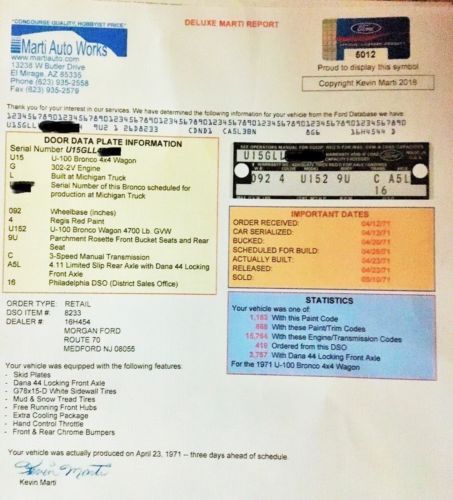 "CONCOURSE QUALITY, HOBBYIST PRICE"
Marti Auto Works
www.martiauto.com
13238 W Butler Drive
El Mirage, AZ 85335
Phone (623) 935-2558
Fax (623) 935-2579
DELUXE MARTI REPORT
Ford
6012
Proud to display this symbol
Copyright Kevin Marti 2018
Thank you for your interest in our services. We have determined the following information for your vehicle from the Ford Database we have:
U15GLL 9U2 1 26D8233 CDND1 CA5L3BN 8G6 16H4544 D
DOOR DATA PLATE INFORMATION
Serial Number U15GLL
U15 U-100 Bronco 4x4 Wagon
G 302-2V Engine
L Built at Michigan Truck
Serial Number of this Bronco scheduled for production at Michigan Truck
092 Wheelbase (inches)
4 Regis Red Paint
U152 U-100 Bronco Wagon 4700 Lb. GVW
9U Parchment Rosette Front Bucket Seats and Rear Seat
C 3-Speed Manual Transmission
A5L 4.11 Limited Slip Rear Axle with Dana 44 Locking Front Axle
16 Philadelphia DSO (District Sales Office)
U15GLL
092 4 U152 9U C A5L
16
IMPORTANT DATES
ORDER RECEIVED: 04/12/71
CAR SERIALIZED:
BUCKED: 04/20/71
SCHEDULED FOR BUILD: 04/26/71
ACTUALLY BUILT: 04/23/71
RELEASED:
SOLD: 05/10/71
ORDER TYPE: RETAIL
DSO ITEM #: 8233
DEALER #: 16H454
MORGAN FORD
ROUTE 70
MEDFORD NJ 08055
STATISTICS
Your vehicle was one of:
With this Paint Code
With these Paint/Trim Codes
With these Engine/Transmission Codes
419 Ordered from this DSO
3,757 With Dana 44 Locking Front Axle
For the 1971 U-100 Bronco 4x4 Wagon
Your vehicle was equipped with the following features:
- Skid Plates
- Dana 44 Locking Front Axle
- G78x15-D White Sidewall Tires
- Mud & Snow Tread Tires
- Free Running Front Hubs
- Extra Cooling Package
- Hand Control Throttle
- Front & Rear Chrome Bumpers
Your vehicle was actually produced on April 23, 1971 -- three days ahead of schedule.
Kevin Marti
Kevin Marti